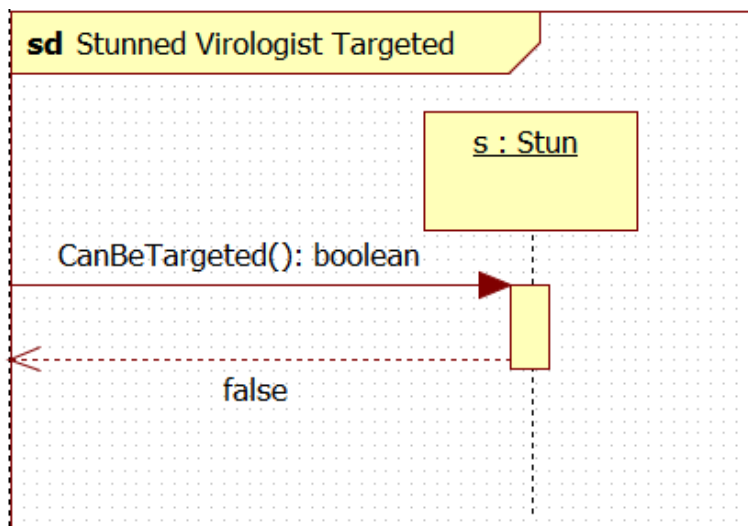 sd Stunned Virologist Targeted
s : Stun
CanBeTargeted(): boolean
false